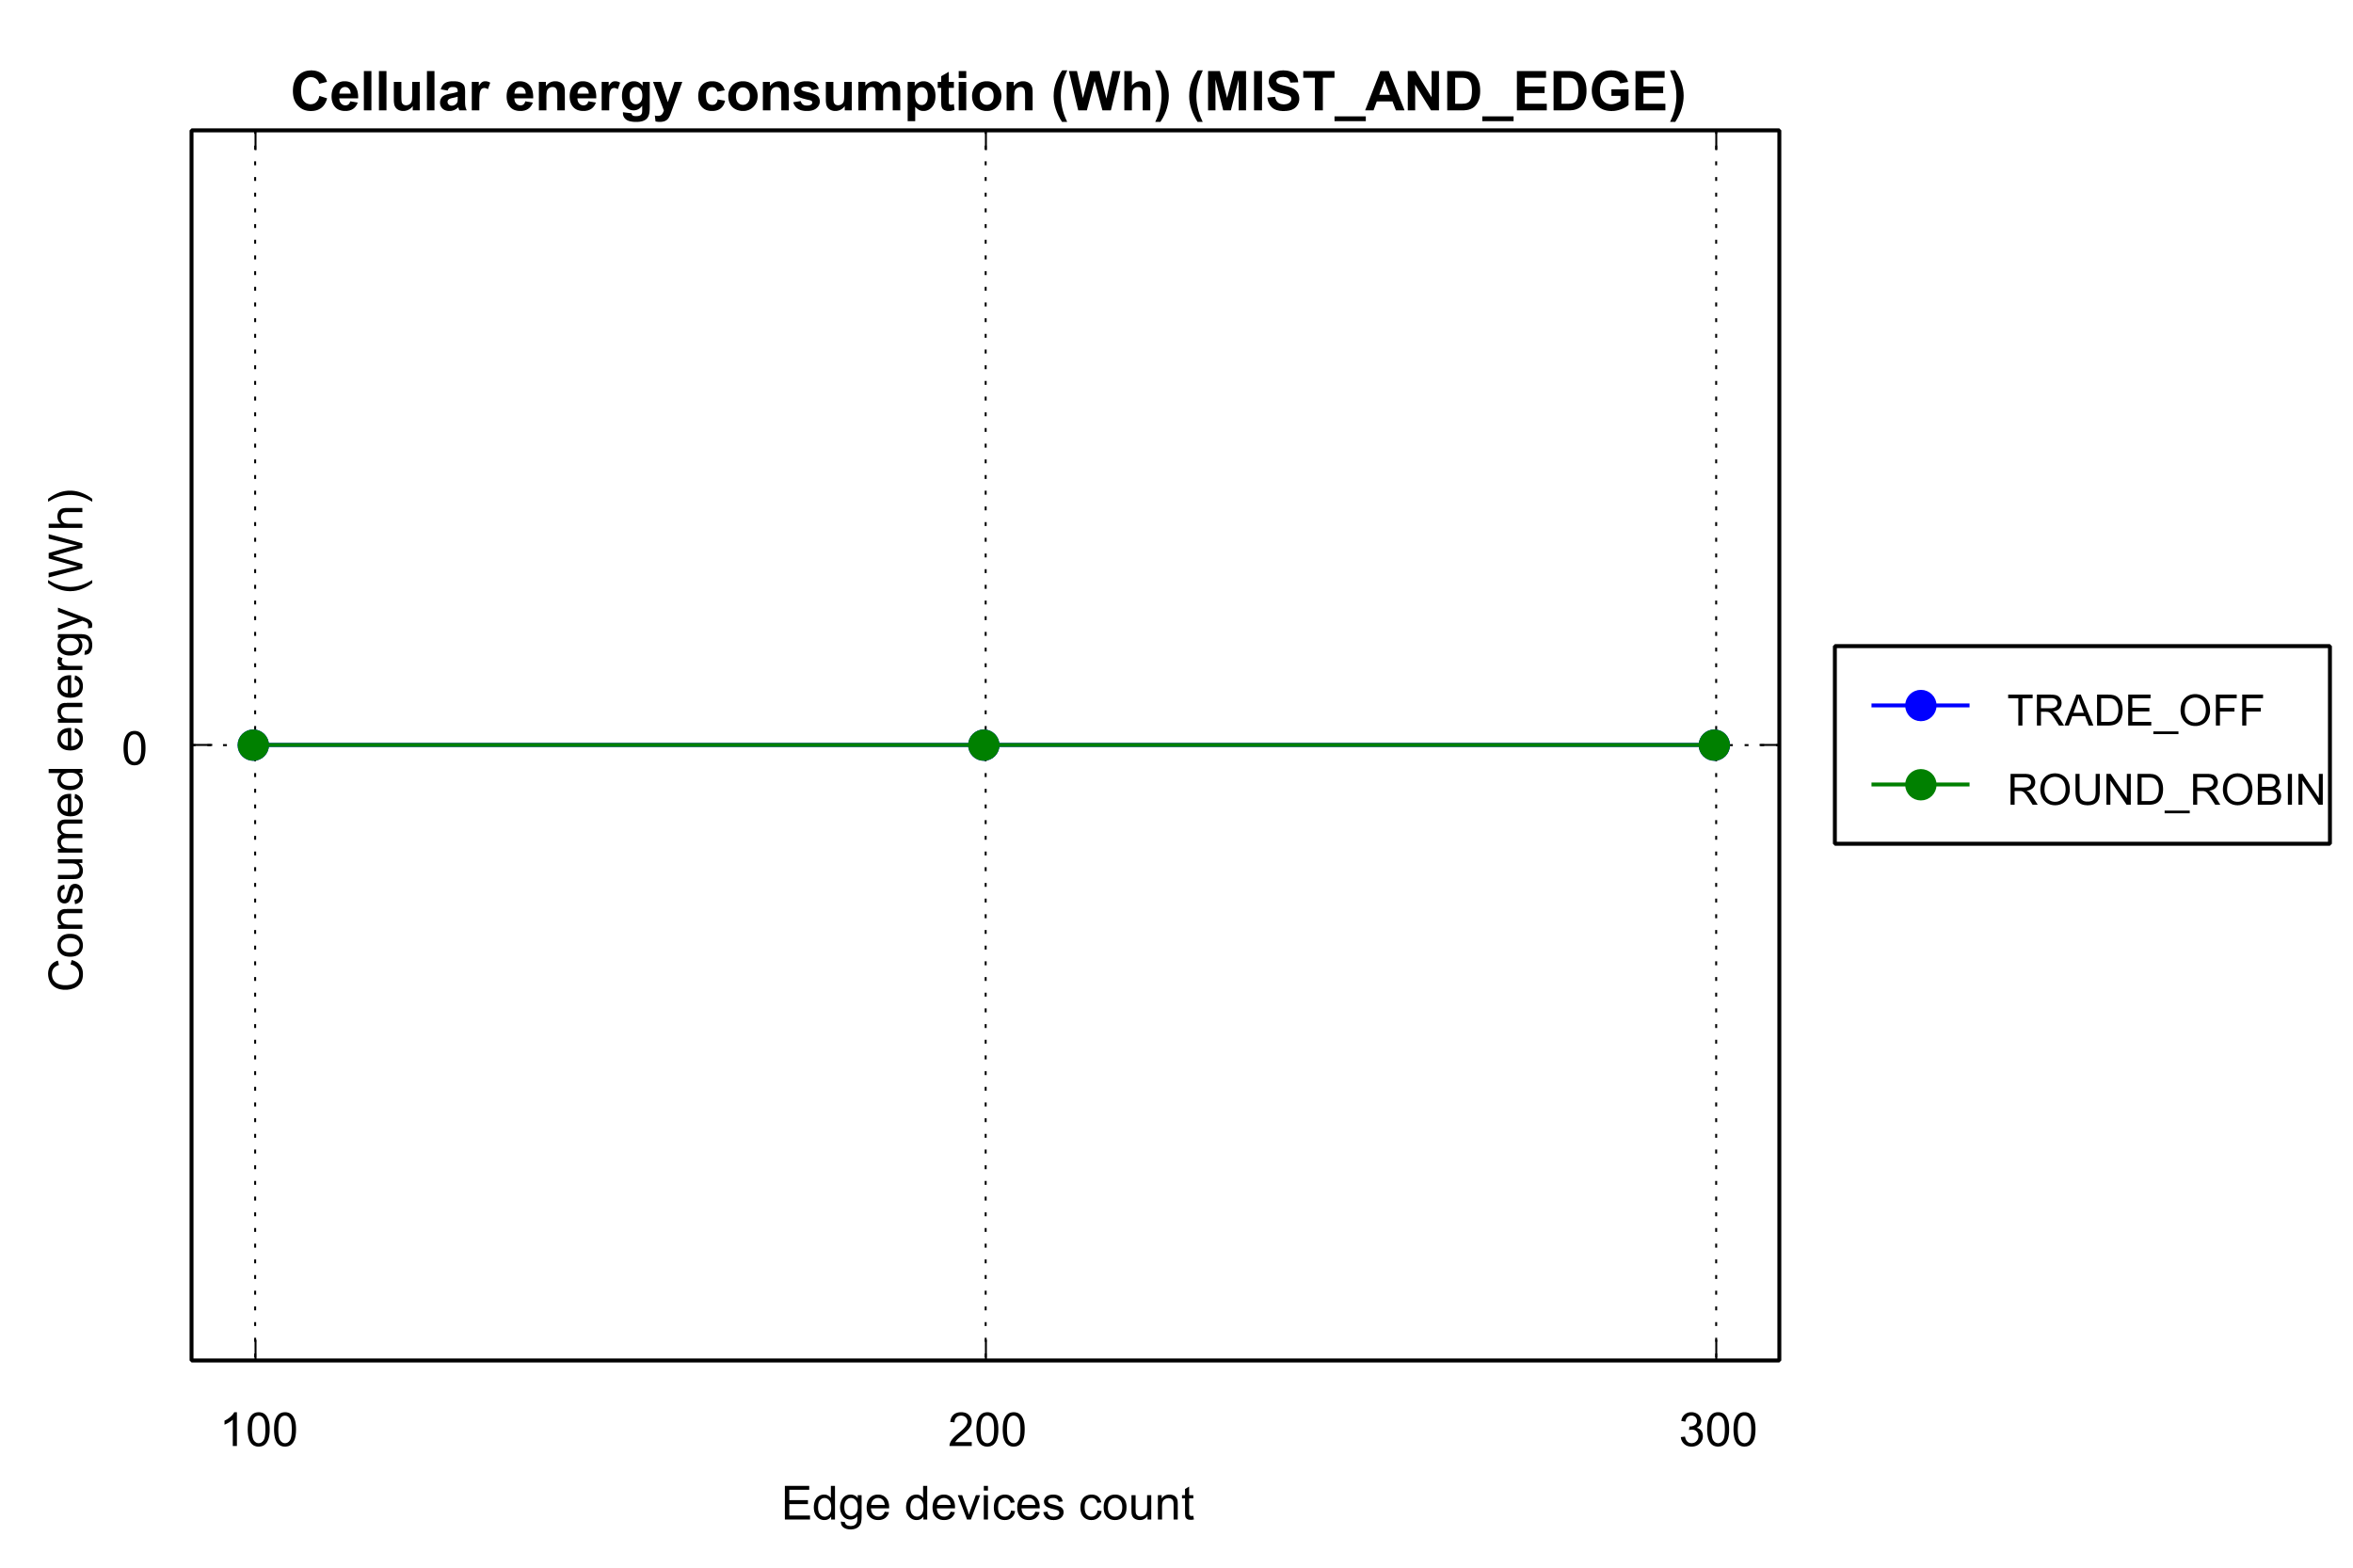 Cellular energy consumption (Wh) (MIST_AND_EDGE)
Consumed energy (Wh)
0
TRADE_OFF
ROUND_ROBIN
100
200
300
Edge devices count